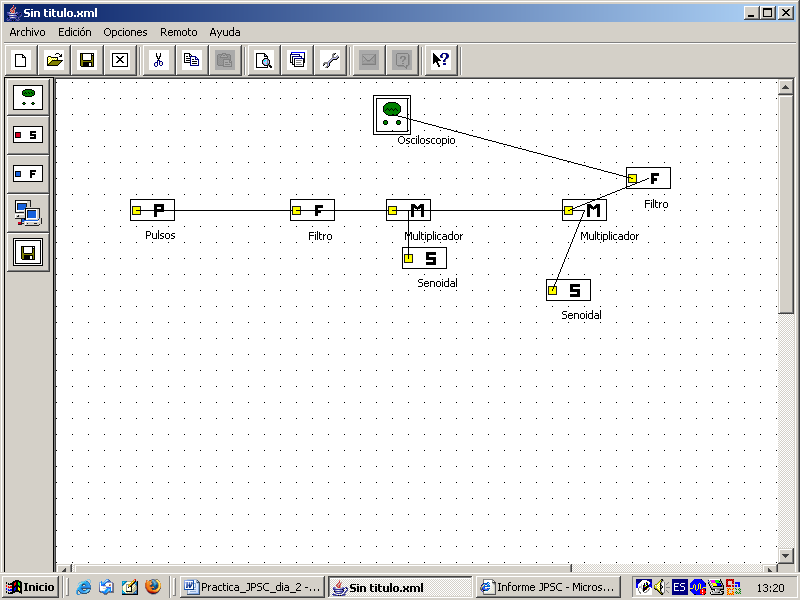 Sin titulo.xml
Archivo Edición Opciones Remoto Ayuda
S
F
Osciloscopio
F
Filtro
P F M M
Pulsos Filtro Multiplicador Multiplicador
S
Senoidal
S
Senoidal
Inicio Practica_JPSC_dia_2 -... Sin titulo.xml Informe JPSC - Micros... ES 13:20